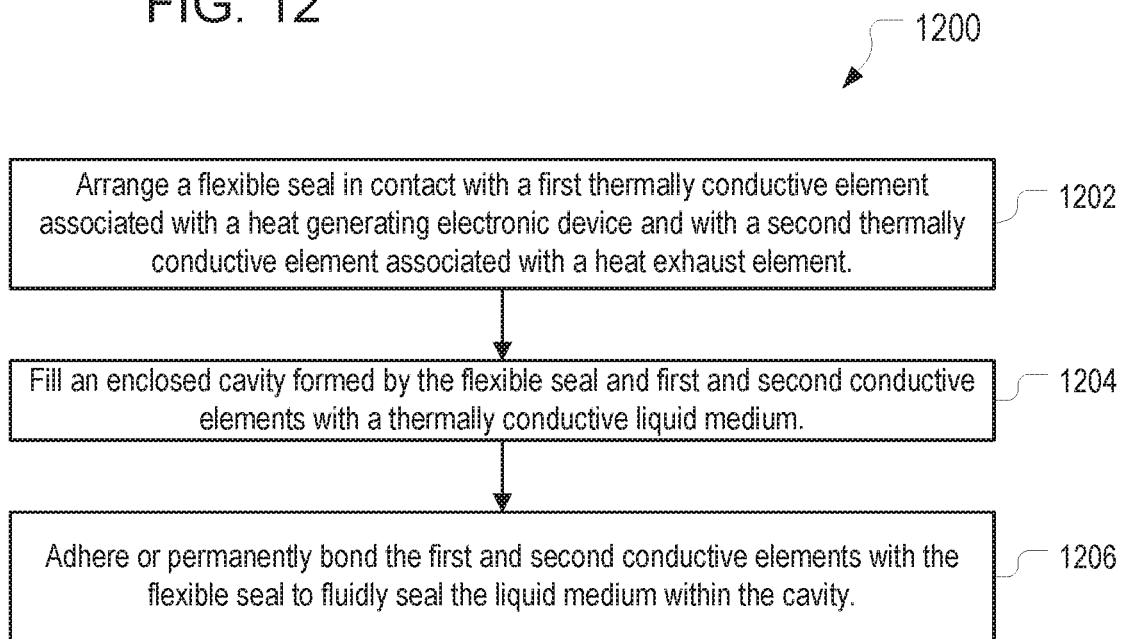 FIG. 12
1200
Arrange a flexible seal in contact with a first thermally conductive element
associated with a heat generating electronic device and with a second thermally
conductive element associated with a heat exhaust element.
1202
Fill an enclosed cavity formed by the flexible seal and first and second conductive
elements with a thermally conductive liquid medium.
1204
Adhere or permanently bond the first and second conductive elements with the
flexible seal to fluidly seal the liquid medium within the cavity.
1206